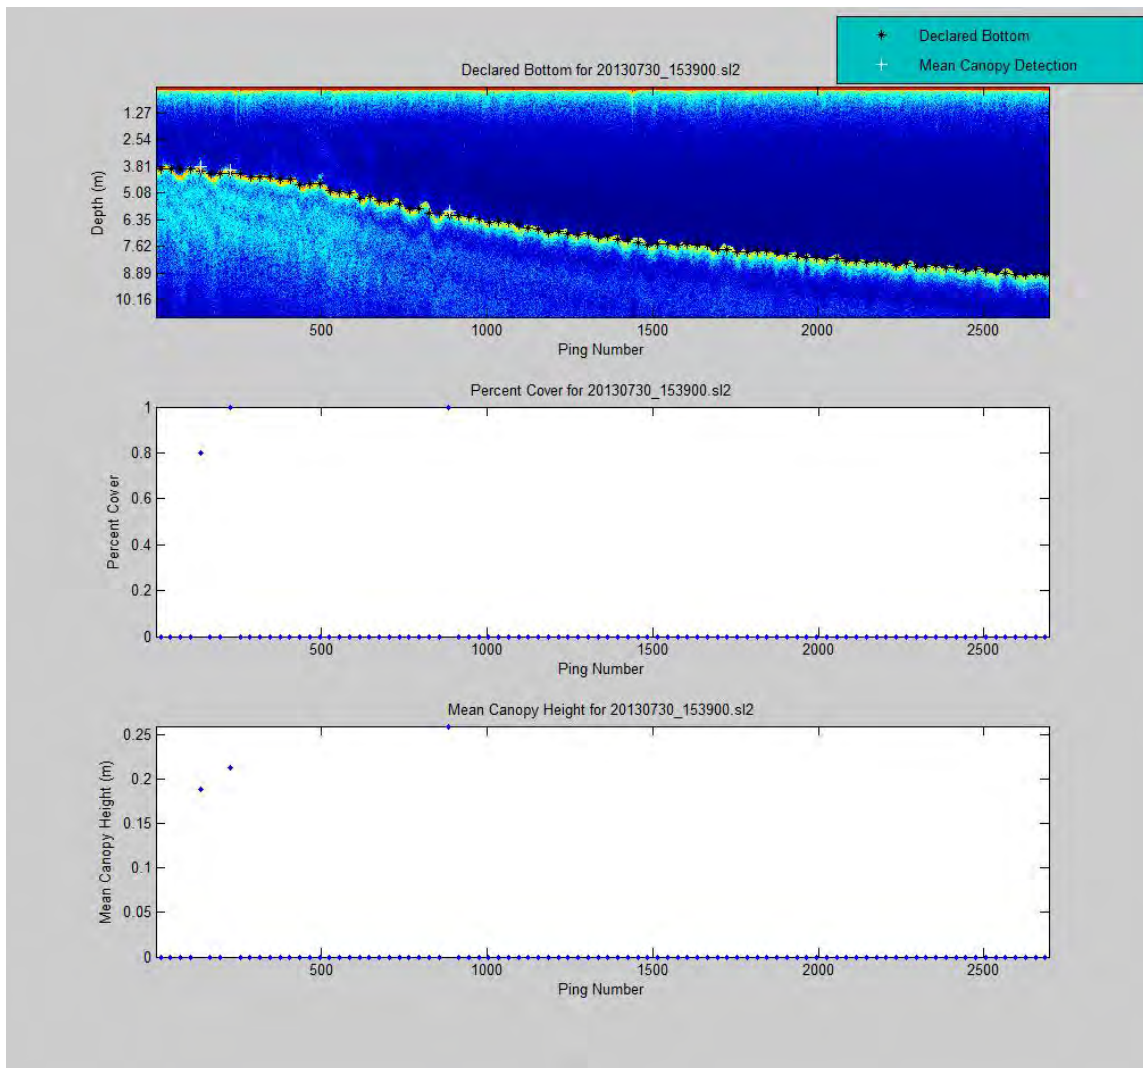 Declared Bottom
Mean Canopy Detection
Declared Bottom for 20130730_153900.sl2
Depth (m)
1.27
2.54
3.81
5.08
6.35
7.62
8.89
10.16
500 1000 1500 2000 2500
Ping Number
Percent Cover for 20130730_153900.sl2
Percent Cover
1
0.8
0.6
0.4
0.2
0
500 1000 1500 2000 2500
Ping Number
Mean Canopy Height for 20130730_153900.sl2
Mean Canopy Height (m)
0.25
0.2
0.15
0.1
0.05
0
500 1000 1500 2000 2500
Ping Number